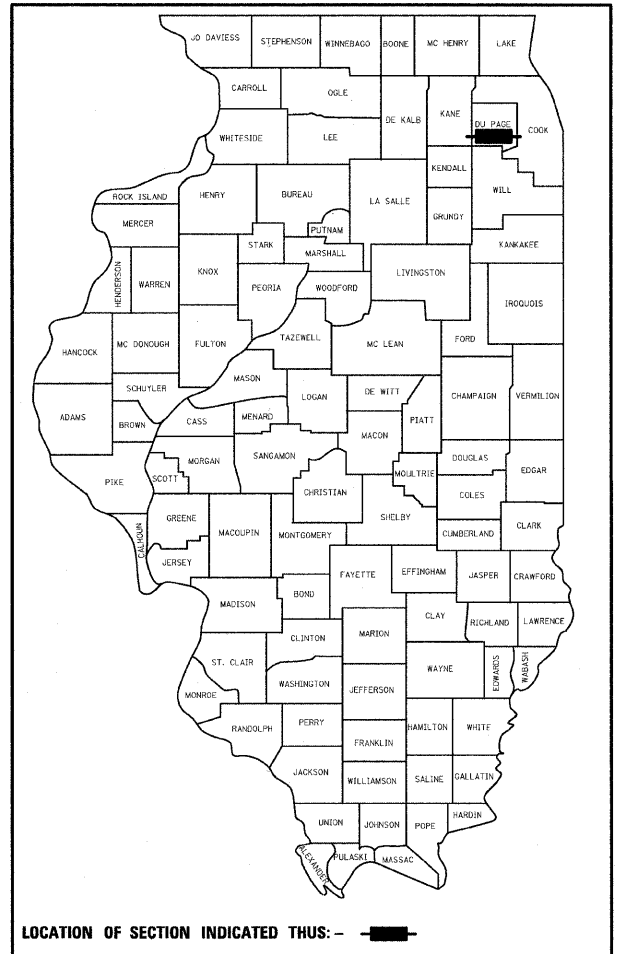 JO DAVIESS
STEPHENSON
WINNEBAGO
BOONE
MC HENRY
LAKE
CARROLL
OGLE
DE KALB
KANE
DU PAGE
COOK
WHITESIDE
LEE
KENDALL
WILL
ROCK ISLAND
HENRY
BUREAU
LA SALLE
GRUNDY
MERCER
PUTNAM
STARK
MARSHALL
KANKAKEE
HENDERSON
WARREN
KNOX
PEORIA
WOODFORD
LIVINGSTON
IROQUOIS
HANCOCK
MC DONOUGH
FULTON
TAZEWELL
MC LEAN
FORD
SCHUYLER
MASON
LOGAN
DE WITT
CHAMPAIGN
VERMILION
ADAMS
BROWN
CASS
MENARD
PIATT
MACON
PIKE
SCOTT
MORGAN
SANGAMON
CHRISTIAN
MOULTRIE
DOUGLAS
EDGAR
COLES
CALHOUN
GREENE
MACOUPIN
MONTGOMERY
SHELBY
CUMBERLAND
CLARK
JERSEY
FAYETTE
EFFINGHAM
JASPER
CRAWFORD
MADISON
BOND
CLAY
RICHLAND
LAWRENCE
CLINTON
MARION
ST. CLAIR
WAYNE
EDWARDS
WABASH
MONROE
WASHINGTON
JEFFERSON
RANDOLPH
PERRY
HAMILTON
WHITE
FRANKLIN
JACKSON
WILLIAMSON
SALINE
GALLATIN
UNION
JOHNSON
POPE
HARDIN
ALEXANDER
PULASKI
MASSAC
LOCATION OF SECTION INDICATED THUS: -